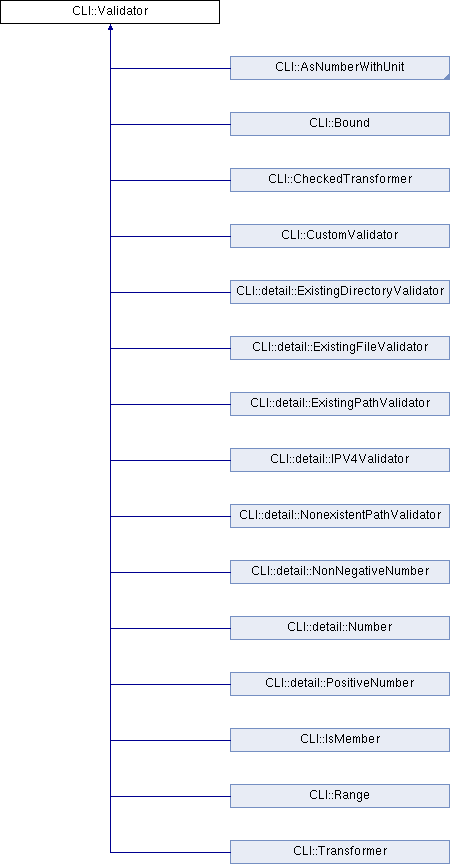 CLI::Validator
CLI::AsNumberWithUnit
CLI::Bound
CLI::CheckedTransformer
CLI::CustomValidator
CLI::detail::ExistingDirectoryValidator
CLI::detail::ExistingFileValidator
CLI::detail::ExistingPathValidator
CLI::detail::IPV4Validator
CLI::detail::NonexistentPathValidator
CLI::detail::NonNegativeNumber
CLI::detail::Number
CLI::detail::PositiveNumber
CLI::IsMember
CLI::Range
CLI::Transformer